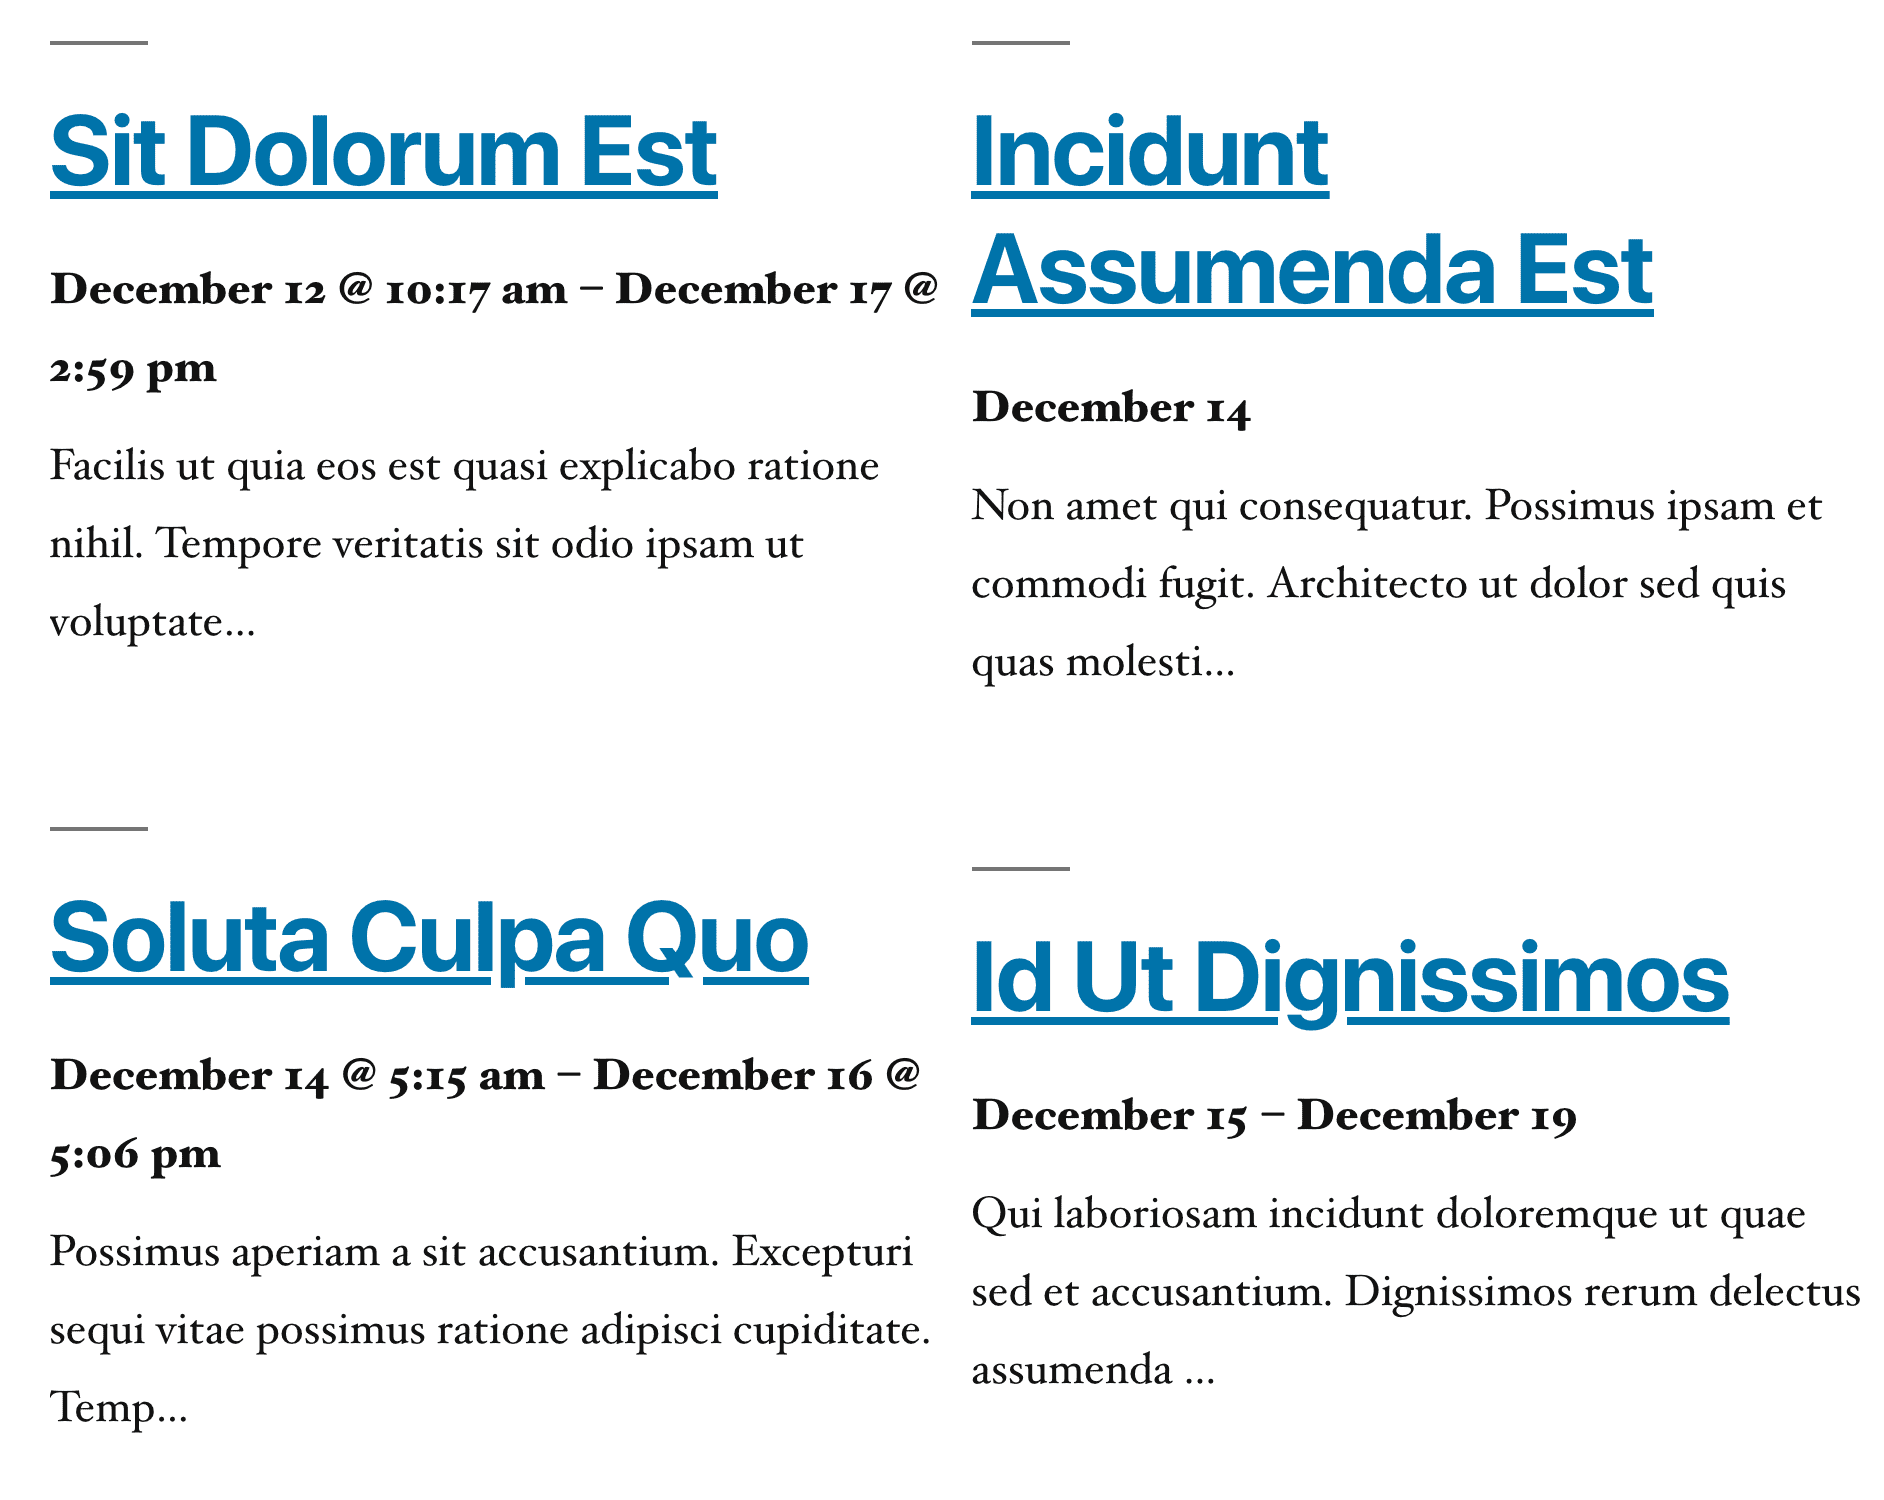 Sit Dolorum Est
December 12 @ 10:17 am – December 17 @
2:59 pm
Facilis ut quia eos est quasi explicabo ratione
nihil. Tempore veritatis sit odio ipsam ut
voluptate...
Incidunt
Assumenda Est
December 14
Non amet qui consequatur. Possimus ipsam et
commodi fugit. Architecto ut dolor sed quis
quas molesti...
Soluta Culpa Quo
December 14 @ 5:15 am – December 16 @
5:06 pm
Possimus aperiam a sit accusantium. Excepturi
sequi vitae possimus ratione adipisci cupiditate.
Temp...
Id Ut Dignissimos
December 15 – December 19
Qui laboriosam incidunt doloremque ut quae
sed et accusantium. Dignissimos rerum delectus
assumenda ...